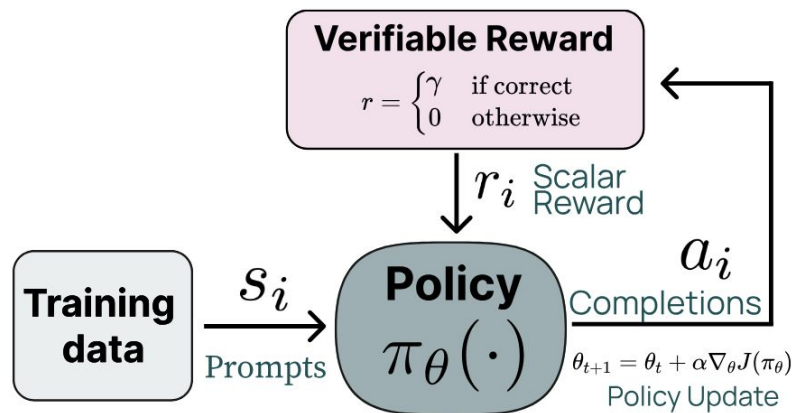 Verifiable Reward
r = {γ if correct
0 otherwise
r_i Scalar
Reward
Training
data
s_i
Prompts
Policy
π_θ(·)
a_i
Completions
θ_{t+1} = θ_t + α∇_θJ(π_θ)
Policy Update